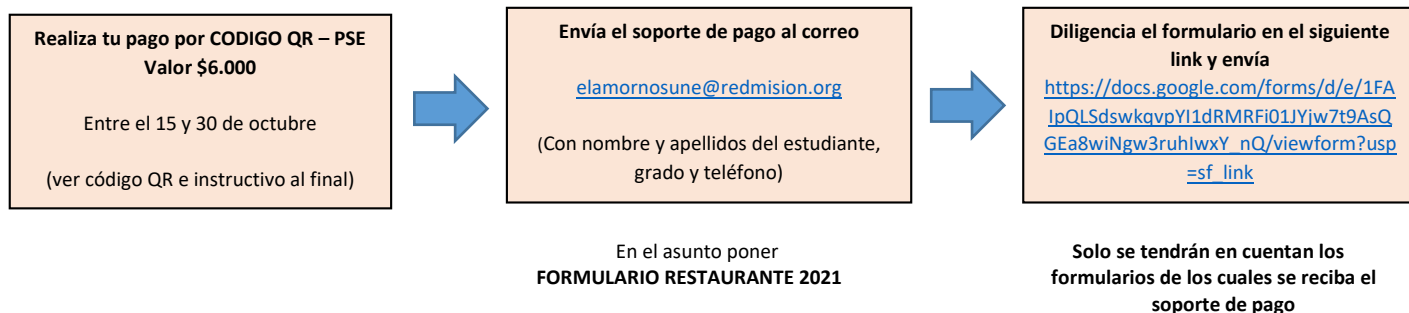 Realiza tu pago por CODIGO QR – PSE
Valor $6.000
Entre el 15 y 30 de octubre
(ver código QR e instructivo al final)
Envía el soporte de pago al correo
elamornosune@redmision.org
(Con nombre y apellidos del estudiante,
grado y teléfono)
En el asunto poner
FORMULARIO RESTAURANTE 2021
Diligencia el formulario en el siguiente
link y envía
https://docs.google.com/forms/d/e/1FA
IpQLSdswkqvpYI1dRMRFi01JYjw7t9AsQ
GEa8wiNgw3ruhIwxY_nQ/viewform?usp
=sf_link
Solo se tendrán en cuentan los
formularios de los cuales se reciba el
soporte de pago